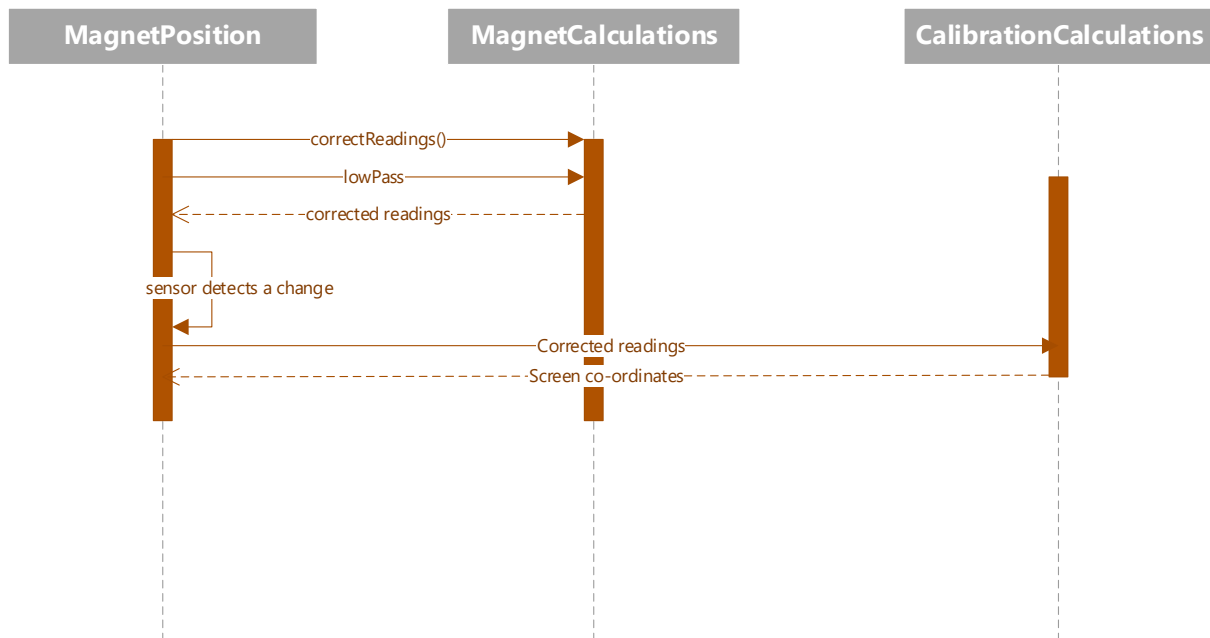 MagnetPosition
MagnetCalculations
CalibrationCalculations
correctReadings()
lowPass
corrected readings
sensor detects a change
Corrected readings
Screen co-ordinates